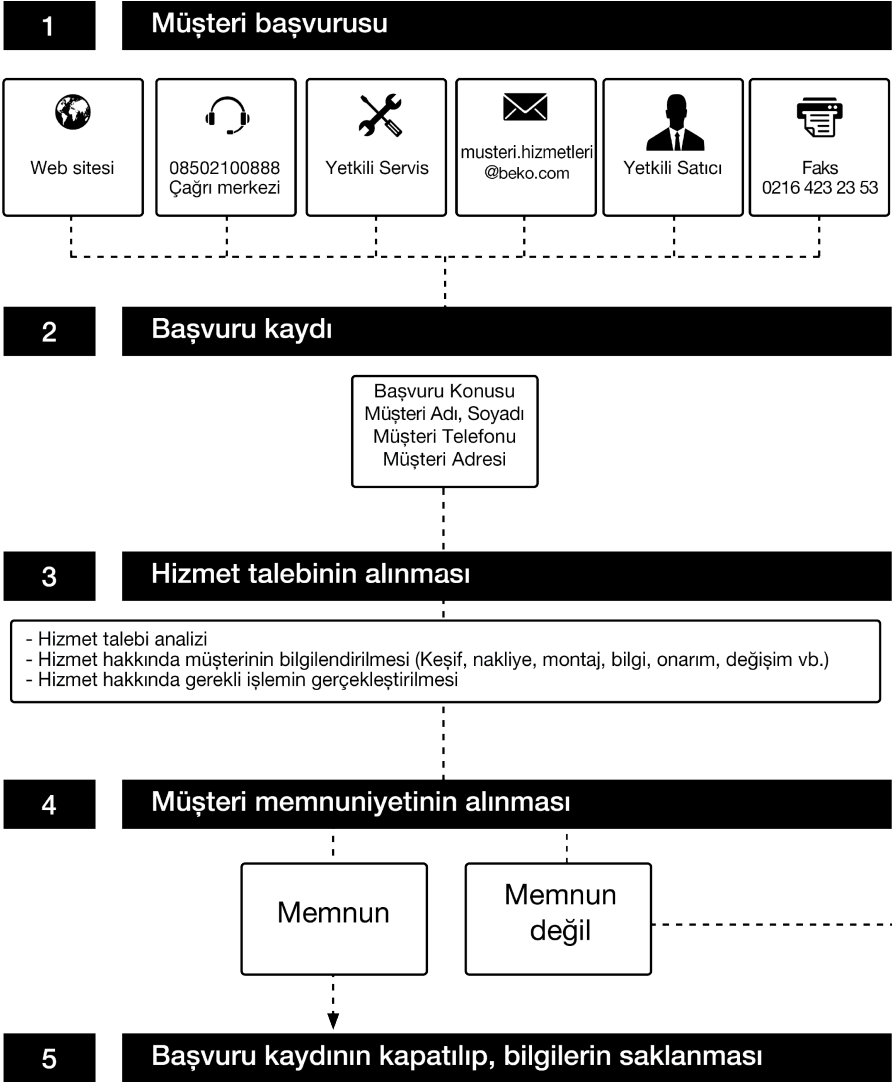 1
Müşteri başvurusu
Web sitesi
08502100888
Çağrı merkezi
Yetkili Servis
musteri.hizmetleri
@beko.com
Yetkili Satıcı
Faks
0216 423 23 53
2
Başvuru kaydı
Başvuru Konusu
Müşteri Adı, Soyadı
Müşteri Telefonu
Müşteri Adresi
3
Hizmet talebinin alınması
- Hizmet talebi analizi
- Hizmet hakkında müşterinin bilgilendirilmesi (Keşif, nakliye, montaj, bilgi, onarım, değişim vb.)
- Hizmet hakkında gerekli işlemin gerçekleştirilmesi
4
Müşteri memnuniyetinin alınması
Memnun
Memnun
değil
5
Başvuru kaydının kapatılıp, bilgilerin saklanması